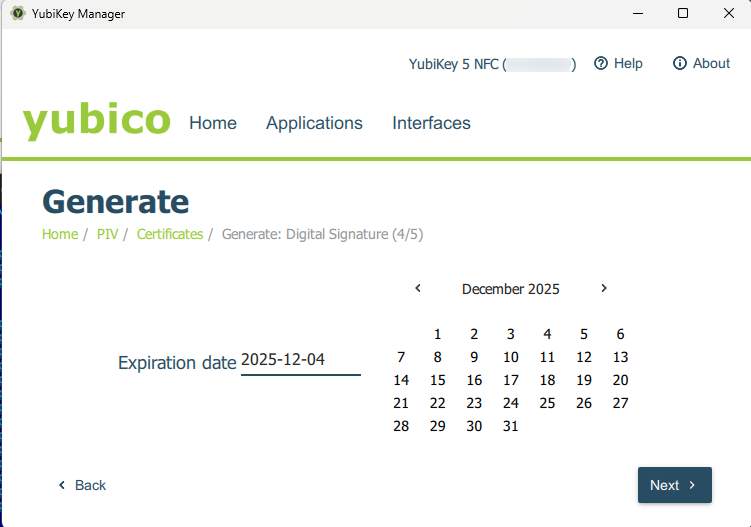 YubiKey Manager
YubiKey 5 NFC ( ) Help About
yubico Home Applications Interfaces
Generate
Home / PIV / Certificates / Generate: Digital Signature (4/5)
December 2025
1 2 3 4 5 6
Expiration date 2025-12-04
7 8 9 10 11 12 13
14 15 16 17 18 19 20
21 22 23 24 25 26 27
28 29 30 31
Back
Next